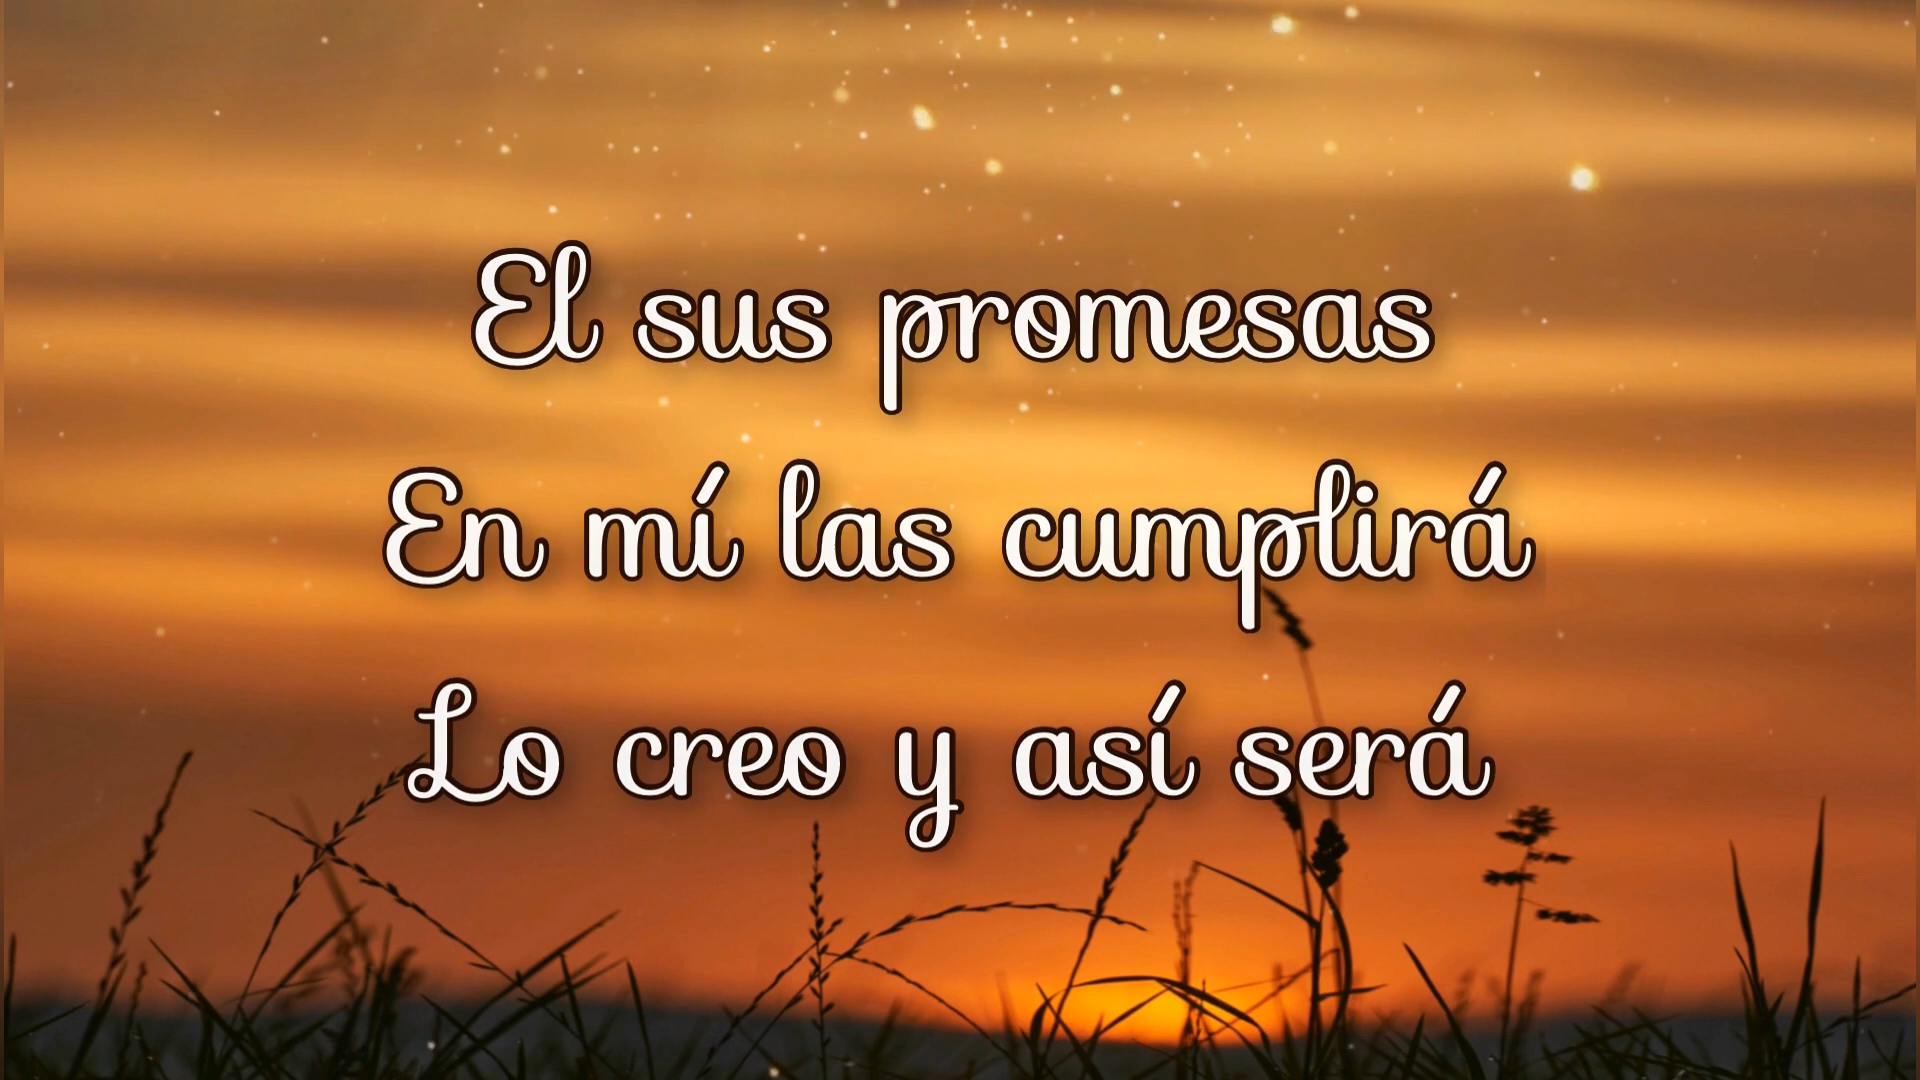 El sus promesas
En mí las cumplirá
Lo creo y así será